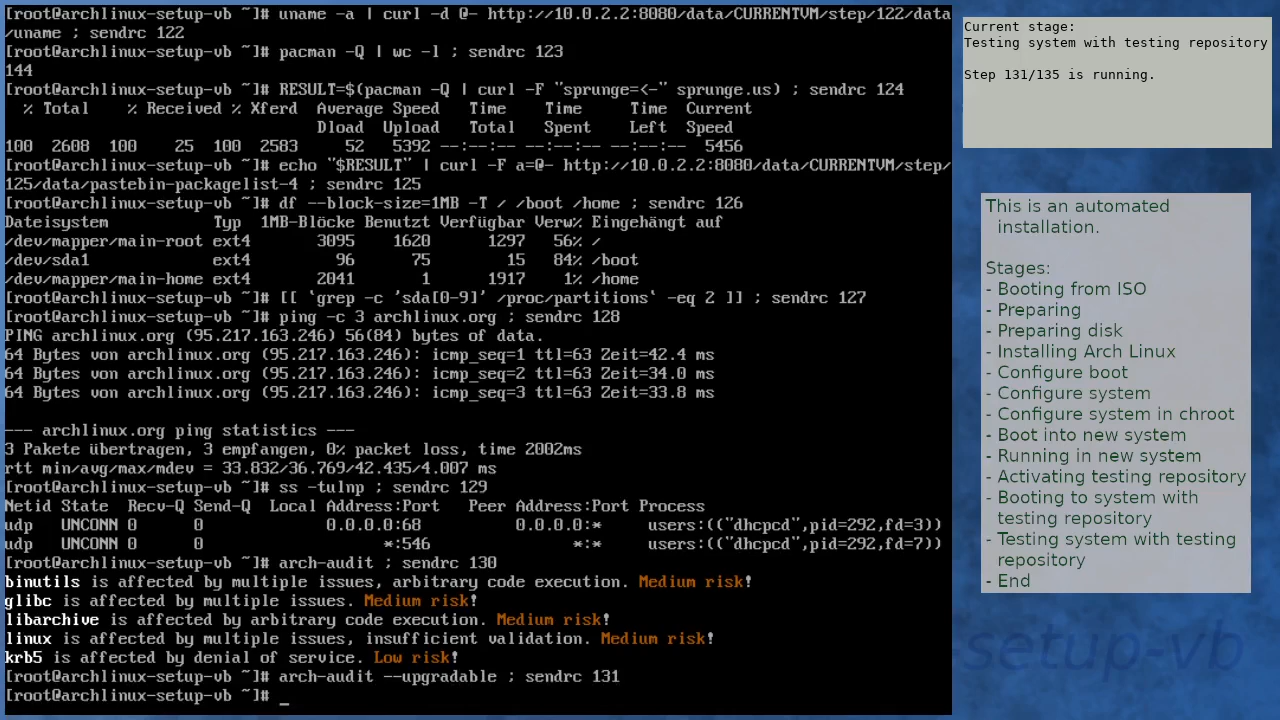 [root@archlinux-setup-vb ~]# uname -a | curl -d @- http://10.0.2.2:8080/data/CURRENTVM/step/122/data
/uname ; sendrc 122
[root@archlinux-setup-vb ~]# pacman -Q | wc -l ; sendrc 123
144
[root@archlinux-setup-vb ~]# RESULT=$(pacman -Q | curl -F "sprunge=<-" sprunge.us) ; sendrc 124
  % Total    % Received % Xferd  Average Speed   Time    Time     Time  Current
                                 Dload  Upload   Total   Spent    Left  Speed
100  2608  100    25  100  2583     52   5392 --:--:-- --:--:-- --:--:--  5456
[root@archlinux-setup-vb ~]# echo "$RESULT" | curl -F a=@- http://10.0.2.2:8080/data/CURRENTVM/step/
125/data/pastebin-packagelist-4 ; sendrc 125
[root@archlinux-setup-vb ~]# df --block-size=1MB -T / /boot /home ; sendrc 126
Dateisystem           Typ  1MB-Blöcke Benutzt Verfügbar Verw% Eingehängt auf
/dev/mapper/main-root ext4       3095    1620      1297   56% /
/dev/sda1             ext4         96      75        15   84% /boot
/dev/mapper/main-home ext4       2041       1      1917    1% /home
[root@archlinux-setup-vb ~]# [[ `grep -c 'sda[0-9]' /proc/partitions` -eq 2 ]] ; sendrc 127
[root@archlinux-setup-vb ~]# ping -c 3 archlinux.org ; sendrc 128
PING archlinux.org (95.217.163.246) 56(84) bytes of data.
64 Bytes von archlinux.org (95.217.163.246): icmp_seq=1 ttl=63 Zeit=42.4 ms
64 Bytes von archlinux.org (95.217.163.246): icmp_seq=2 ttl=63 Zeit=34.0 ms
64 Bytes von archlinux.org (95.217.163.246): icmp_seq=3 ttl=63 Zeit=33.8 ms
--- archlinux.org ping statistics ---
3 Pakete übertragen, 3 empfangen, 0% packet loss, time 2002ms
rtt min/avg/max/mdev = 33.832/36.769/42.435/4.007 ms
[root@archlinux-setup-vb ~]# ss -tulnp ; sendrc 129
Netid State  Recv-Q Send-Q  Local Address:Port   Peer Address:Port Process
udp   UNCONN 0      0             0.0.0.0:68          0.0.0.0:*     users:(("dhcpcd",pid=292,fd=3))
udp   UNCONN 0      0                   *:546               *:*     users:(("dhcpcd",pid=292,fd=7))
[root@archlinux-setup-vb ~]# arch-audit ; sendrc 130
binutils is affected by multiple issues, arbitrary code execution. Medium risk!
glibc is affected by multiple issues. Medium risk!
libarchive is affected by arbitrary code execution. Medium risk!
linux is affected by multiple issues, insufficient validation. Medium risk!
krb5 is affected by denial of service. Low risk!
[root@archlinux-setup-vb ~]# arch-audit --upgradable ; sendrc 131
[root@archlinux-setup-vb ~]# _
Current stage:
Testing system with testing repository
Step 131/135 is running.
This is an automated
installation.
Stages:
- Booting from ISO
- Preparing
- Preparing disk
- Installing Arch Linux
- Configure boot
- Configure system
- Configure system in chroot
- Boot into new system
- Running in new system
- Activating testing repository
- Booting to system with
testing repository
- Testing system with testing
repository
- End
-setup-vb